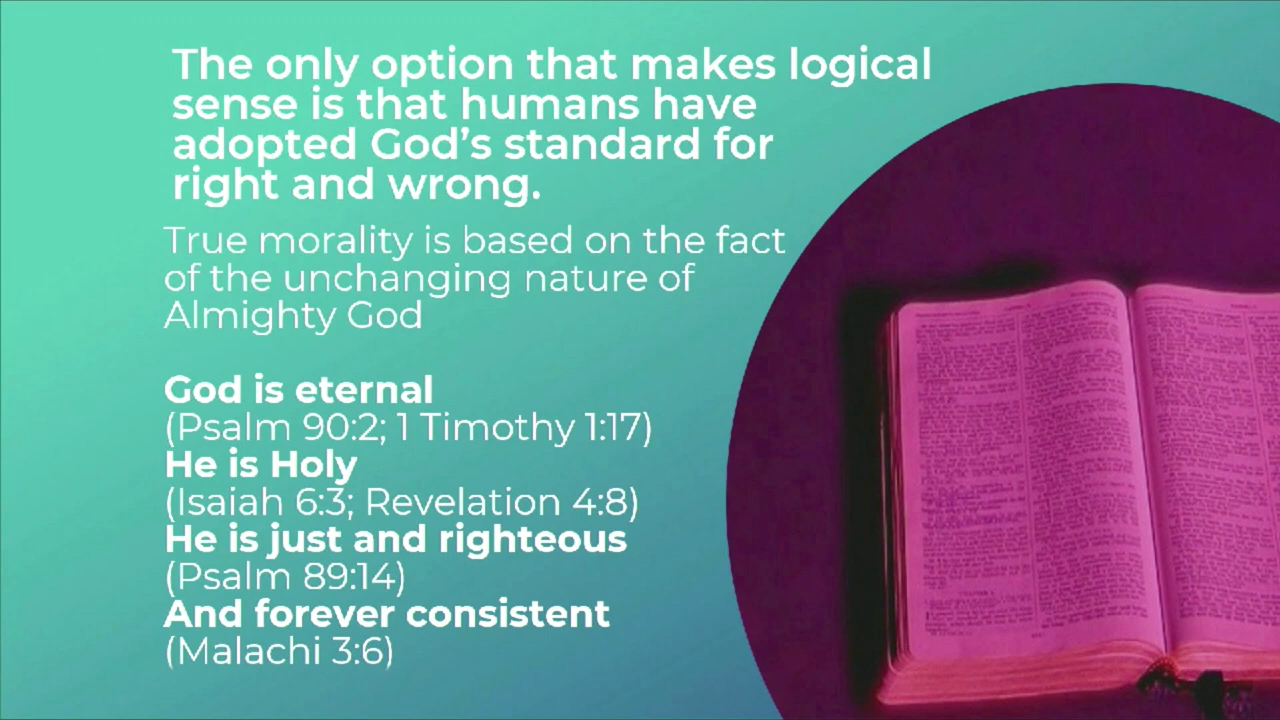 The only option that makes logical
sense is that humans have
adopted God’s standard for
right and wrong.
True morality is based on the fact
of the unchanging nature of
Almighty God
God is eternal
(Psalm 90:2; 1 Timothy 1:17)
He is Holy
(Isaiah 6:3; Revelation 4:8)
He is just and righteous
(Psalm 89:14)
And forever consistent
(Malachi 3:6)